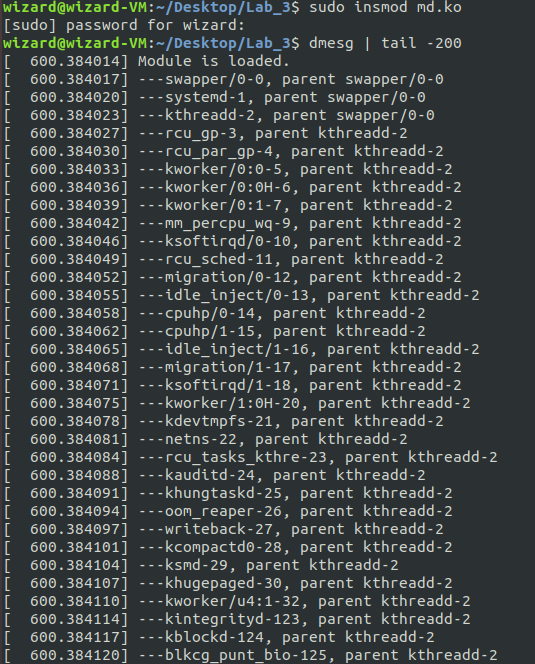 wizard@wizard-VM:~/Desktop/Lab_3$ sudo insmod md.ko
[sudo] password for wizard:
wizard@wizard-VM:~/Desktop/Lab_3$ dmesg | tail -200
[  600.384014] Module is loaded.
[  600.384017] ---swapper/0-0, parent swapper/0-0
[  600.384020] ---systemd-1, parent swapper/0-0
[  600.384023] ---kthreadd-2, parent swapper/0-0
[  600.384027] ---rcu_gp-3, parent kthreadd-2
[  600.384030] ---rcu_par_gp-4, parent kthreadd-2
[  600.384033] ---kworker/0:0-5, parent kthreadd-2
[  600.384036] ---kworker/0:0H-6, parent kthreadd-2
[  600.384039] ---kworker/0:1-7, parent kthreadd-2
[  600.384042] ---mm_percpu_wq-9, parent kthreadd-2
[  600.384046] ---ksoftirqd/0-10, parent kthreadd-2
[  600.384049] ---rcu_sched-11, parent kthreadd-2
[  600.384052] ---migration/0-12, parent kthreadd-2
[  600.384055] ---idle_inject/0-13, parent kthreadd-2
[  600.384058] ---cpuhp/0-14, parent kthreadd-2
[  600.384062] ---cpuhp/1-15, parent kthreadd-2
[  600.384065] ---idle_inject/1-16, parent kthreadd-2
[  600.384068] ---migration/1-17, parent kthreadd-2
[  600.384071] ---ksoftirqd/1-18, parent kthreadd-2
[  600.384075] ---kworker/1:0H-20, parent kthreadd-2
[  600.384078] ---kdevtmpfs-21, parent kthreadd-2
[  600.384081] ---netns-22, parent kthreadd-2
[  600.384084] ---rcu_tasks_kthre-23, parent kthreadd-2
[  600.384088] ---kauditd-24, parent kthreadd-2
[  600.384091] ---khungtaskd-25, parent kthreadd-2
[  600.384094] ---oom_reaper-26, parent kthreadd-2
[  600.384097] ---writeback-27, parent kthreadd-2
[  600.384101] ---kcompactd0-28, parent kthreadd-2
[  600.384104] ---ksmd-29, parent kthreadd-2
[  600.384107] ---khugepaged-30, parent kthreadd-2
[  600.384110] ---kworker/u4:1-32, parent kthreadd-2
[  600.384114] ---kintegrityd-123, parent kthreadd-2
[  600.384117] ---kblockd-124, parent kthreadd-2
[  600.384120] ---blkcg_punt_bio-125, parent kthreadd-2